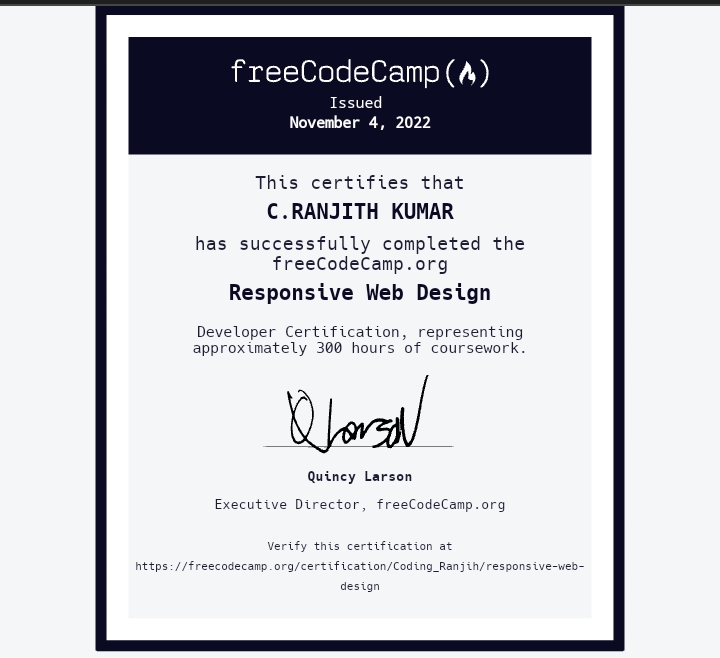 freeCodeCamp(🔥)
Issued
November 4, 2022
This certifies that
C.RANJITH KUMAR
has successfully completed the
freeCodeCamp.org
Responsive Web Design
Developer Certification, representing
approximately 300 hours of coursework.
Q Larson
Quincy Larson
Executive Director, freeCodeCamp.org
Verify this certification at
https://freecodecamp.org/certification/Coding_Ranjih/responsive-web-
design